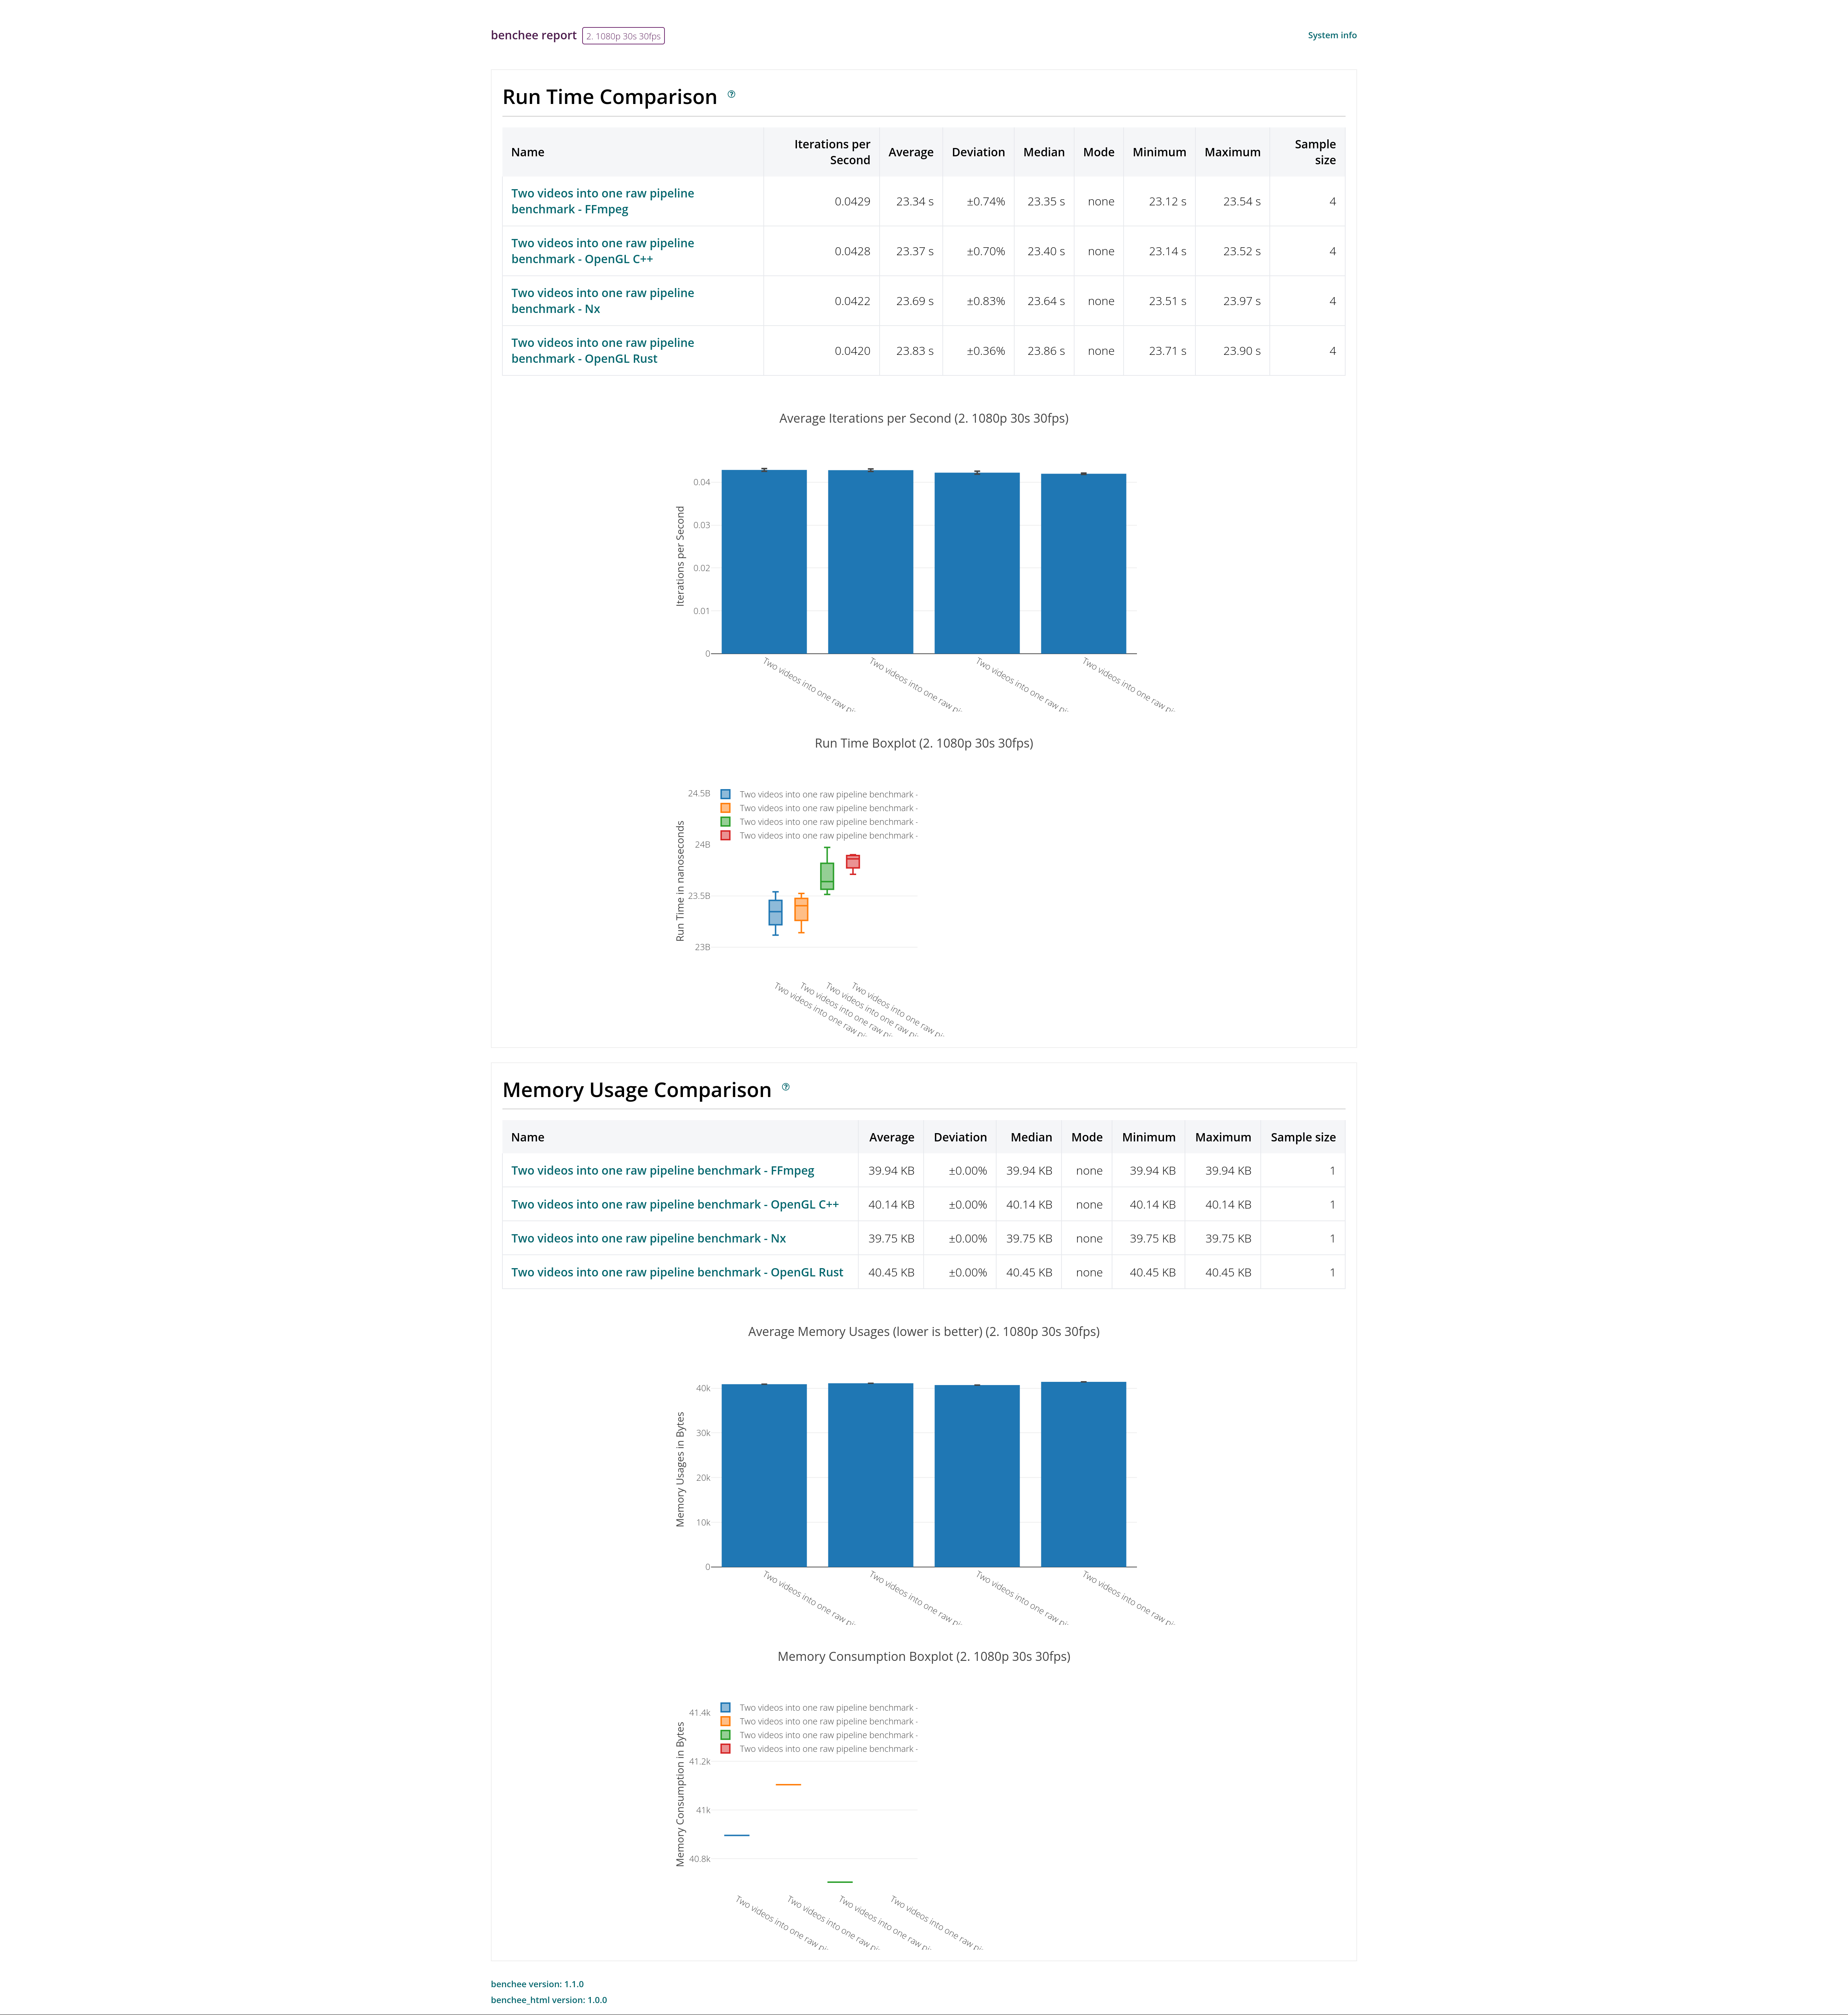 benchee report 2. 1080p 30s 30fps System info
Run Time Comparison ?
Name Iterations per Second Average Deviation Median Mode Minimum Maximum Sample size
Two videos into one raw pipeline benchmark - FFmpeg 0.0429 23.34 s ±0.74% 23.35 s none 23.12 s 23.54 s 4
Two videos into one raw pipeline benchmark - OpenGL C++ 0.0428 23.37 s ±0.70% 23.40 s none 23.14 s 23.52 s 4
Two videos into one raw pipeline benchmark - Nx 0.0422 23.69 s ±0.83% 23.64 s none 23.51 s 23.97 s 4
Two videos into one raw pipeline benchmark - OpenGL Rust 0.0420 23.83 s ±0.36% 23.86 s none 23.71 s 23.90 s 4
Average Iterations per Second (2. 1080p 30s 30fps)
Iterations per Second
0.04
0.03
0.02
0.01
0
Two videos into one raw
Two videos into one raw
Two videos into one raw
Two videos into one raw
Run Time Boxplot (2. 1080p 30s 30fps)
Run Time in nanoseconds
24.5B
24B
23.5B
23B
Two videos into one raw pipeline benchmark -
Two videos into one raw pipeline benchmark -
Two videos into one raw pipeline benchmark -
Two videos into one raw pipeline benchmark -
Two videos into one raw
Two videos into one raw
Two videos into one raw
Two videos into one raw
Memory Usage Comparison ?
Name Average Deviation Median Mode Minimum Maximum Sample size
Two videos into one raw pipeline benchmark - FFmpeg 39.94 KB ±0.00% 39.94 KB none 39.94 KB 39.94 KB 1
Two videos into one raw pipeline benchmark - OpenGL C++ 40.14 KB ±0.00% 40.14 KB none 40.14 KB 40.14 KB 1
Two videos into one raw pipeline benchmark - Nx 39.75 KB ±0.00% 39.75 KB none 39.75 KB 39.75 KB 1
Two videos into one raw pipeline benchmark - OpenGL Rust 40.45 KB ±0.00% 40.45 KB none 40.45 KB 40.45 KB 1
Average Memory Usages (lower is better) (2. 1080p 30s 30fps)
Memory Usages in Bytes
40k
30k
20k
10k
0
Two videos into one raw
Two videos into one raw
Two videos into one raw
Two videos into one raw
Memory Consumption Boxplot (2. 1080p 30s 30fps)
Memory Consumption in Bytes
41.4k
41.2k
41k
40.8k
Two videos into one raw pipeline benchmark -
Two videos into one raw pipeline benchmark -
Two videos into one raw pipeline benchmark -
Two videos into one raw pipeline benchmark -
Two videos into one raw
Two videos into one raw
Two videos into one raw
Two videos into one raw
benchee version: 1.1.0
benchee_html version: 1.0.0